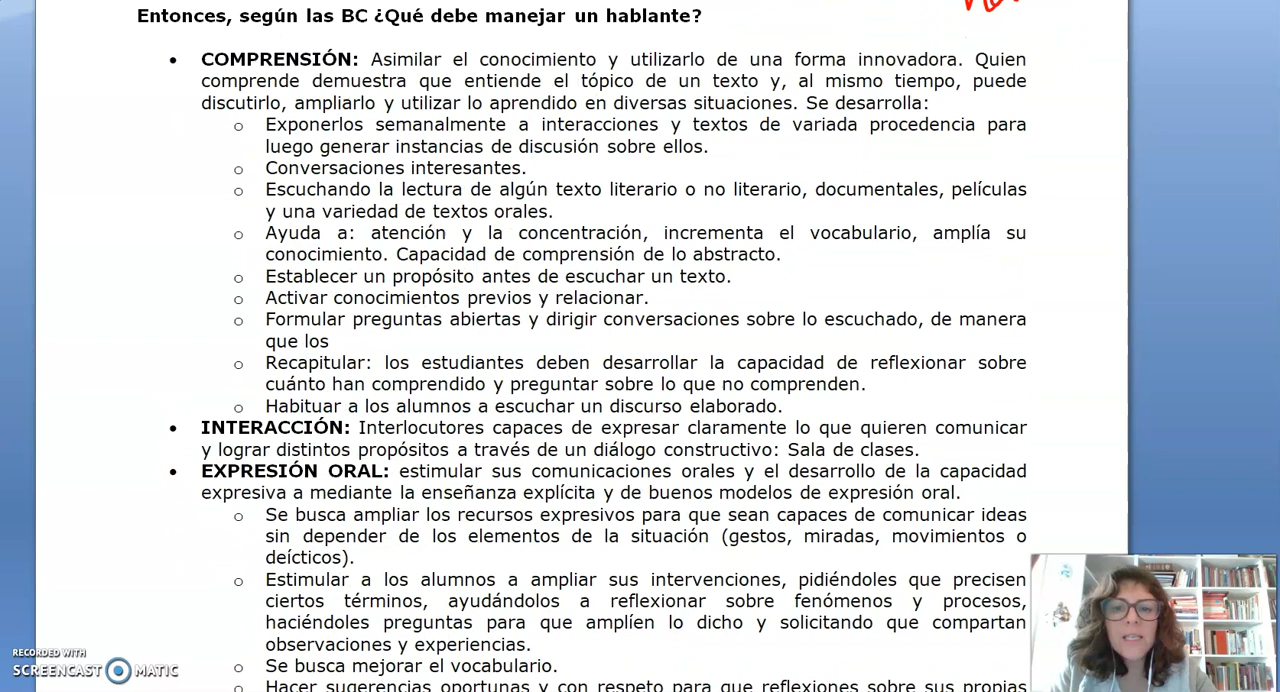 Entonces, según las BC ¿Qué debe manejar un hablante?
• COMPRENSIÓN: Asimilar el conocimiento y utilizarlo de una forma innovadora. Quien
comprende demuestra que entiende el tópico de un texto y, al mismo tiempo, puede
discutirlo, ampliarlo y utilizar lo aprendido en diversas situaciones. Se desarrolla:
o Exponerlos semanalmente a interacciones y textos de variada procedencia para
luego generar instancias de discusión sobre ellos.
o Conversaciones interesantes.
o Escuchando la lectura de algún texto literario o no literario, documentales, películas
y una variedad de textos orales.
o Ayuda a: atención y la concentración, incrementa el vocabulario, amplía su
conocimiento. Capacidad de comprensión de lo abstracto.
o Establecer un propósito antes de escuchar un texto.
o Activar conocimientos previos y relacionar.
o Formular preguntas abiertas y dirigir conversaciones sobre lo escuchado, de manera
que los
o Recapitular: los estudiantes deben desarrollar la capacidad de reflexionar sobre
cuánto han comprendido y preguntar sobre lo que no comprenden.
o Habituar a los alumnos a escuchar un discurso elaborado.
• INTERACCIÓN: Interlocutores capaces de expresar claramente lo que quieren comunicar
y lograr distintos propósitos a través de un diálogo constructivo: Sala de clases.
• EXPRESIÓN ORAL: estimular sus comunicaciones orales y el desarrollo de la capacidad
expresiva a mediante la enseñanza explícita y de buenos modelos de expresión oral.
o Se busca ampliar los recursos expresivos para que sean capaces de comunicar ideas
sin depender de los elementos de la situación (gestos, miradas, movimientos o
deícticos).
o Estimular a los alumnos a ampliar sus intervenciones, pidiéndoles que precisen
ciertos términos, ayudándolos a reflexionar sobre fenómenos y procesos,
haciéndoles preguntas para que amplíen lo dicho y solicitando que compartan
observaciones y experiencias.
o Se busca mejorar el vocabulario.
o Hacer sugerencias oportunas y con respeto para que reflexiones sobre sus propias
RECORDED WITH
SCREENCAST MATIC